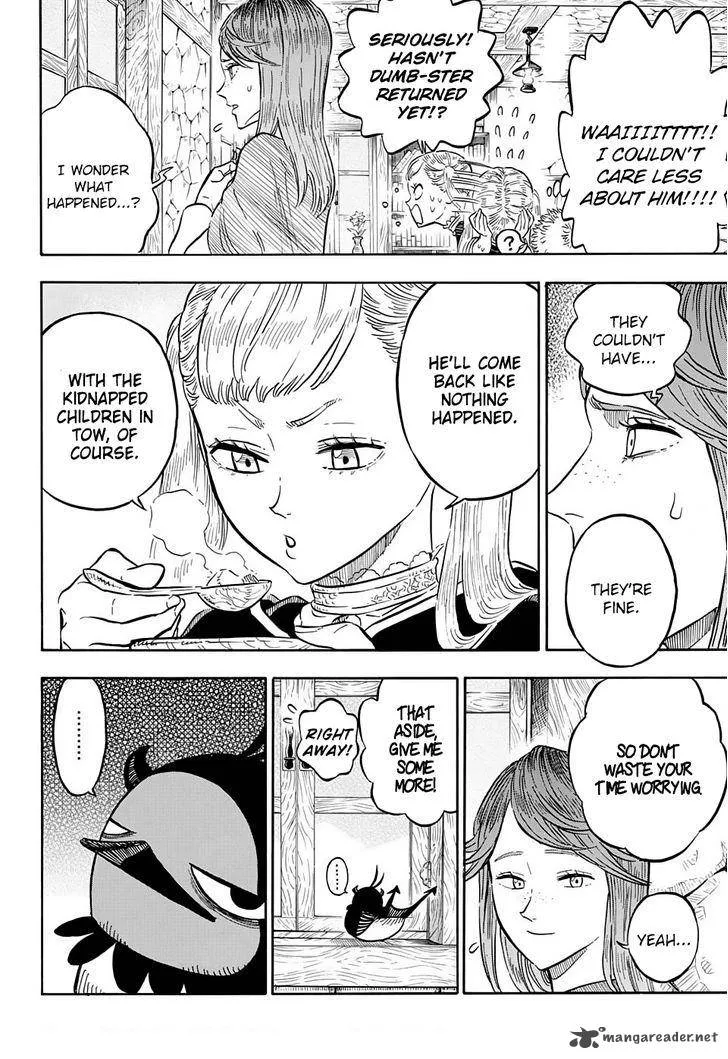 WAAIIIITTTT!!
I COULDN'T
CARE LESS
ABOUT HIM!!!!
SERIOUSLY!
HASN'T
DUMB-STER
RETURNED
YET!?
?
I WONDER
WHAT
HAPPENED...?
THEY
COULDN'T
HAVE...
THEY'RE
FINE.
HE'LL COME
BACK LIKE
NOTHING
HAPPENED.
WITH THE
KIDNAPPED
CHILDREN IN
TOW, OF
COURSE.
SO DON'T
WASTE YOUR
TIME WORRYING.
YEAH...
THAT
ASIDE,
GIVE ME
SOME
MORE!
RIGHT
AWAY!
......
........
mangareader.net